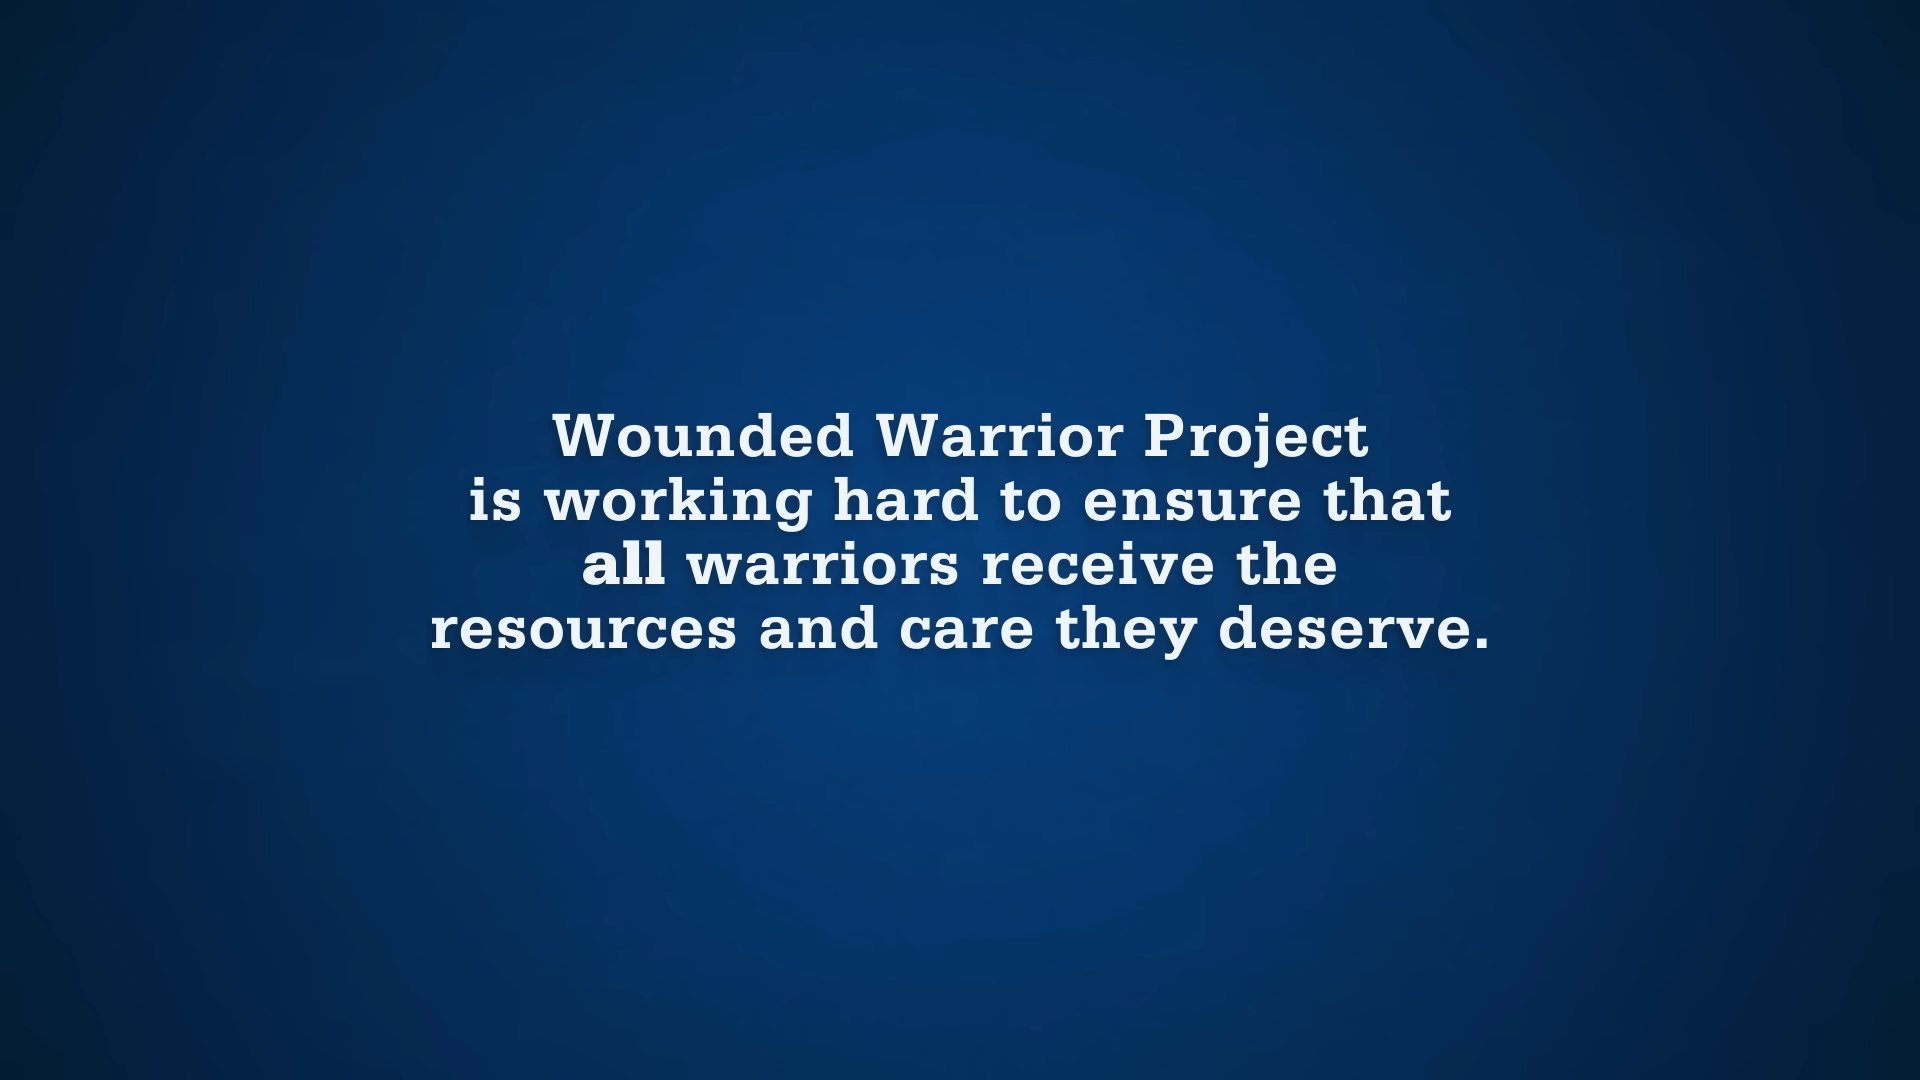 Wounded Warrior Project
is working hard to ensure that
all warriors receive the
resources and care they deserve.